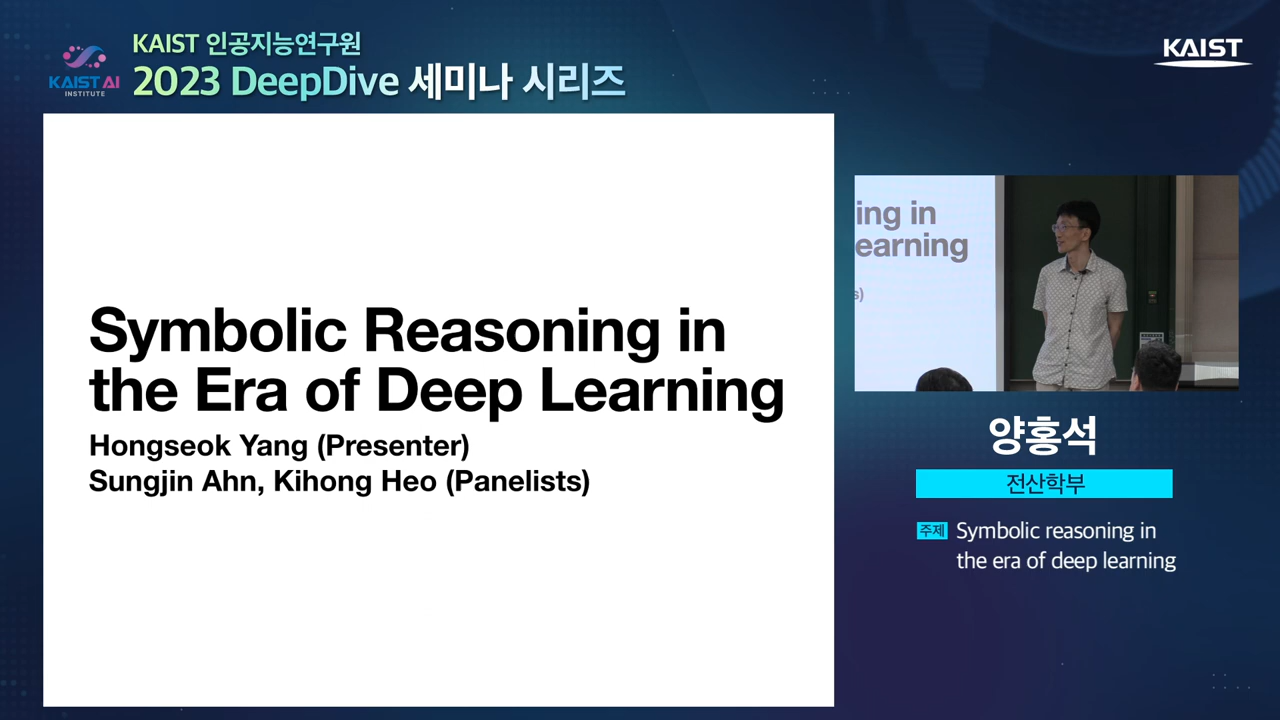 KAIST 인공지능연구원
2023 DeepDive 세미나 시리즈
KAIST AI
INSTITUTE
KAIST
Symbolic Reasoning in
the Era of Deep Learning
Hongseok Yang (Presenter)
Sungjin Ahn, Kihong Heo (Panelists)
ing in
earning
s)
양홍석
전산학부
주제 Symbolic reasoning in
the era of deep learning